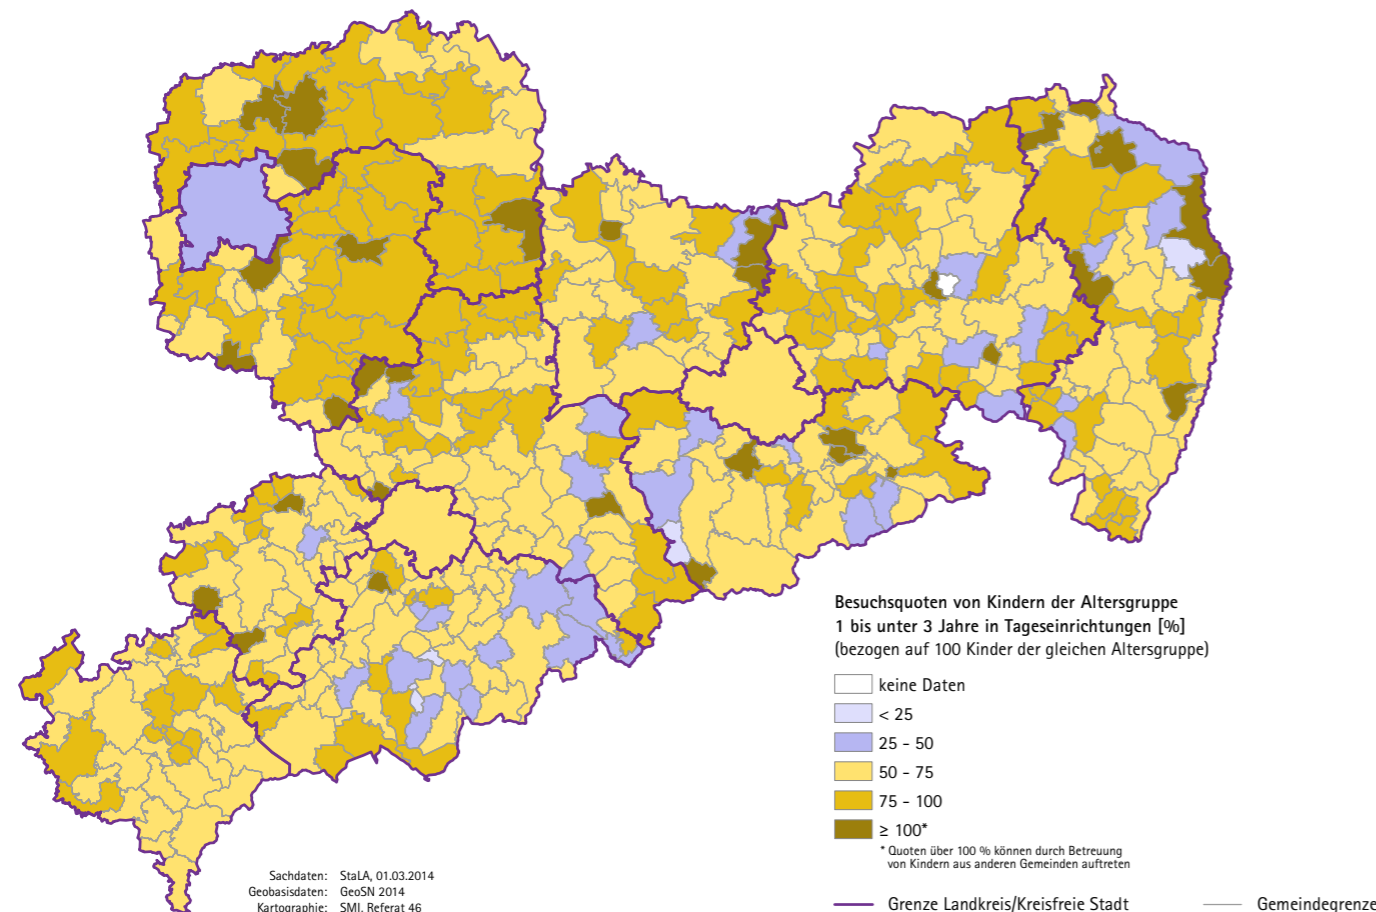 Besuchsquoten von Kindern der Altersgruppe
1 bis unter 3 Jahre in Tageseinrichtungen [%]
(bezogen auf 100 Kinder der gleichen Altersgruppe)
keine Daten
< 25
25 - 50
50 - 75
75 - 100
≥ 100*
* Quoten über 100 % können durch Betreuung
von Kindern aus anderen Gemeinden auftreten
Sachdaten: StaLA, 01.03.2014
Geobasisdaten: GeoSN 2014
Kartographie: SMI, Referat 46
Grenze Landkreis/Kreisfreie Stadt
Gemeindegrenze